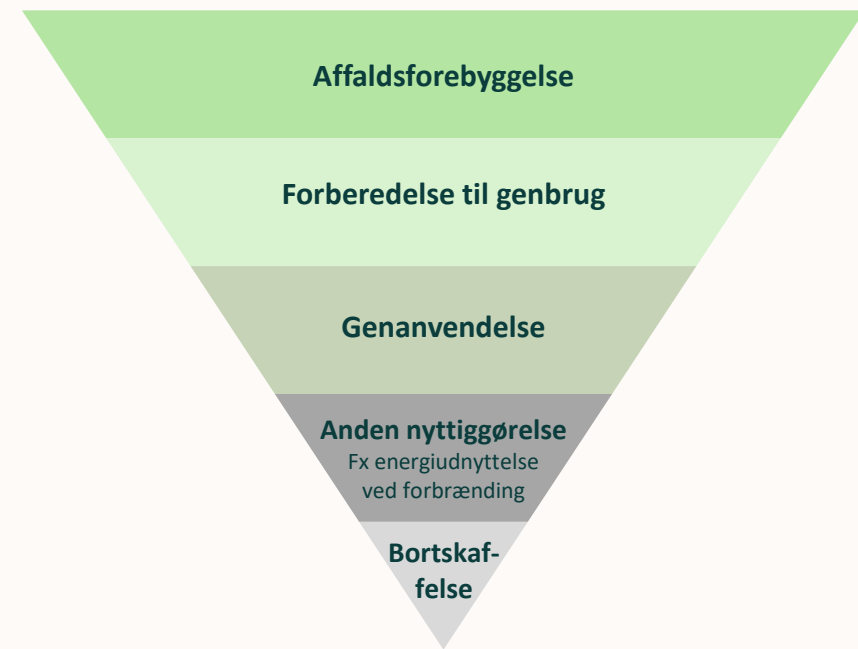 Affaldsforebyggelse
Forberedelse til genbrug
Genanvendelse
Anden nyttiggørelse
Fx energiudnyttelse
ved forbrænding
Bortskaf-
felse